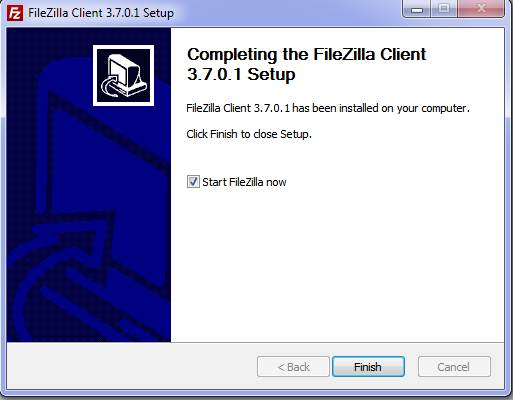 FileZilla Client 3.7.0.1 Setup
Completing the FileZilla Client
3.7.0.1 Setup
FileZilla Client 3.7.0.1 has been installed on your computer.
Click Finish to close Setup.
Start FileZilla now
< Back Finish Cancel